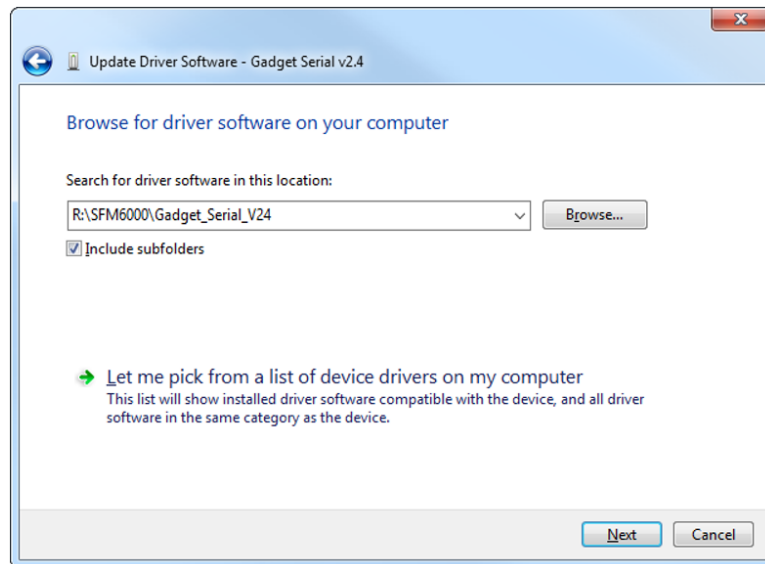 Update Driver Software - Gadget Serial v2.4
Browse for driver software on your computer
Search for driver software in this location:
R:\SFM6000\Gadget_Serial_V24
Browse...
Include subfolders
Let me pick from a list of device drivers on my computer
This list will show installed driver software compatible with the device, and all driver
software in the same category as the device.
Next
Cancel